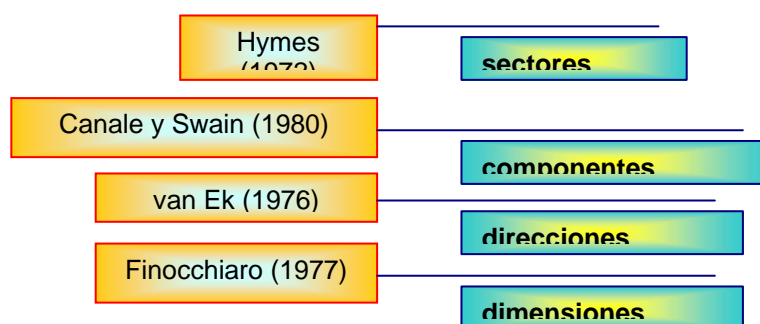 Hymes
sectores
Canale y Swain (1980)
componentes
van Ek (1976)
direcciones
Finocchiaro (1977)
dimensiones